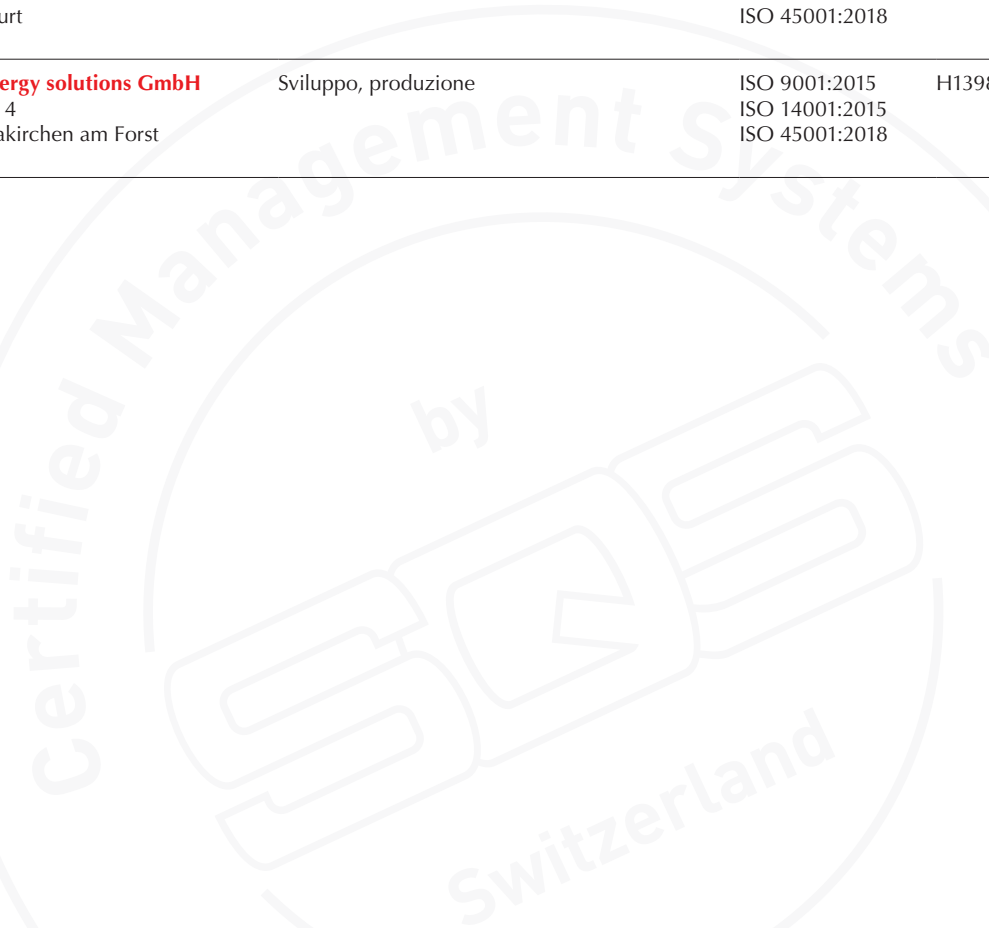 urt ISO 45001:2018
ergy solutions GmbH Sviluppo, produzione ISO 9001:2015 H1398
4 ISO 14001:2015
akirchen am Forst ISO 45001:2018
Certified Management Systems
by
SQS
Switzerland